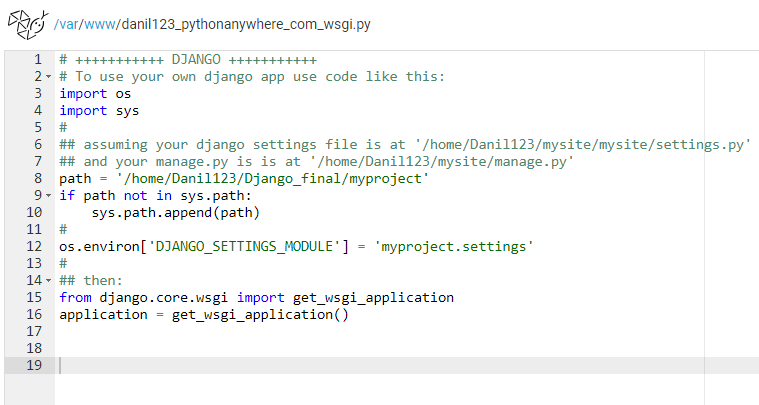 /var/www/danil123_pythonanywhere_com_wsgi.py
1 # +++++++++++ DJANGO +++++++++++
2 # To use your own django app use code like this:
3 import os
4 import sys
5 #
6 ## assuming your django settings file is at '/home/Danil123/mysite/mysite/settings.py'
7 ## and your manage.py is is at '/home/Danil123/mysite/manage.py'
8 path = '/home/Danil123/Django_final/myproject'
9 if path not in sys.path:
10     sys.path.append(path)
11 #
12 os.environ['DJANGO_SETTINGS_MODULE'] = 'myproject.settings'
13 #
14 ## then:
15 from django.core.wsgi import get_wsgi_application
16 application = get_wsgi_application()
17
18
19